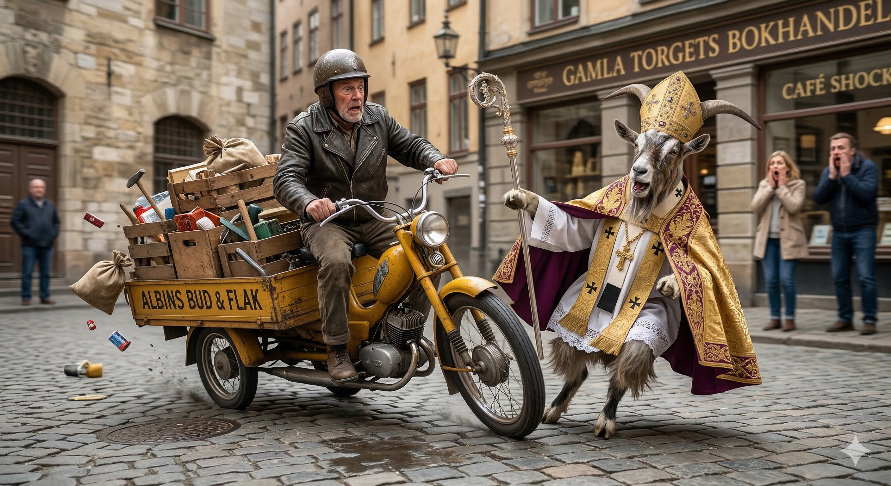 GAMLA TORGETS BOKHANDEL
CAFÉ SHOCK
ALBINS BUD & FLAK